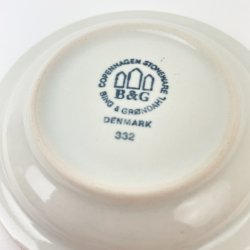 COPENHAGEN STONEWARE
B&G
BING & GRØNDAHL
DENMARK
332